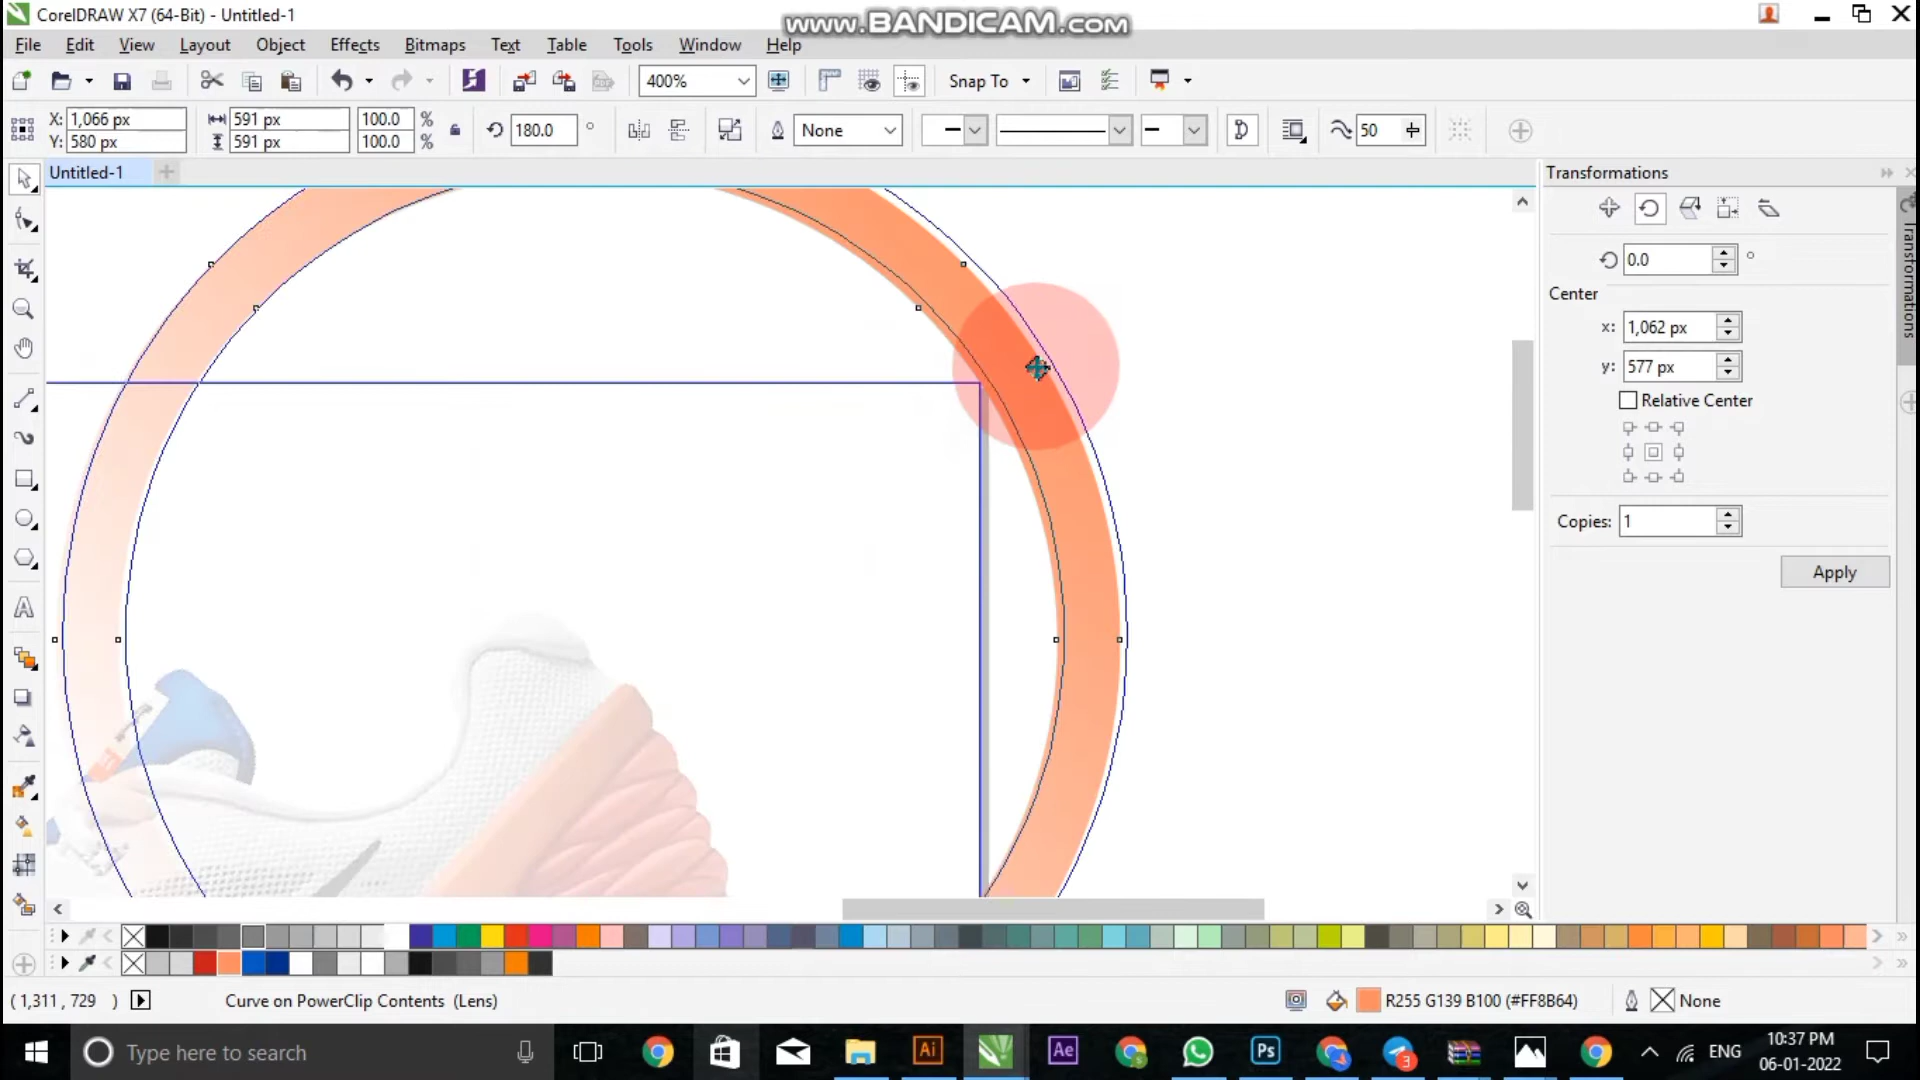 CorelDRAW X7 (64-Bit) - Untitled-1
www.BANDICAM.com
File Edit View Layout Object Effects Bitmaps Text Table Tools Window Help
400% Snap To
X: 1,066 px 591 px 100.0 % 180.0 ° None 50
Y: 580 px 591 px 100.0 %
Untitled-1
Transformations
0.0 °
Center
x: 1,062 px
y: 577 px
Relative Center
Copies: 1
Apply
Transformations
(1,311, 729 ) Curve on PowerClip Contents (Lens) R255 G139 B100 (#FF8B64) None
Type here to search
Ai
Ae
Ps
3
ENG
10:37 PM
06-01-2022